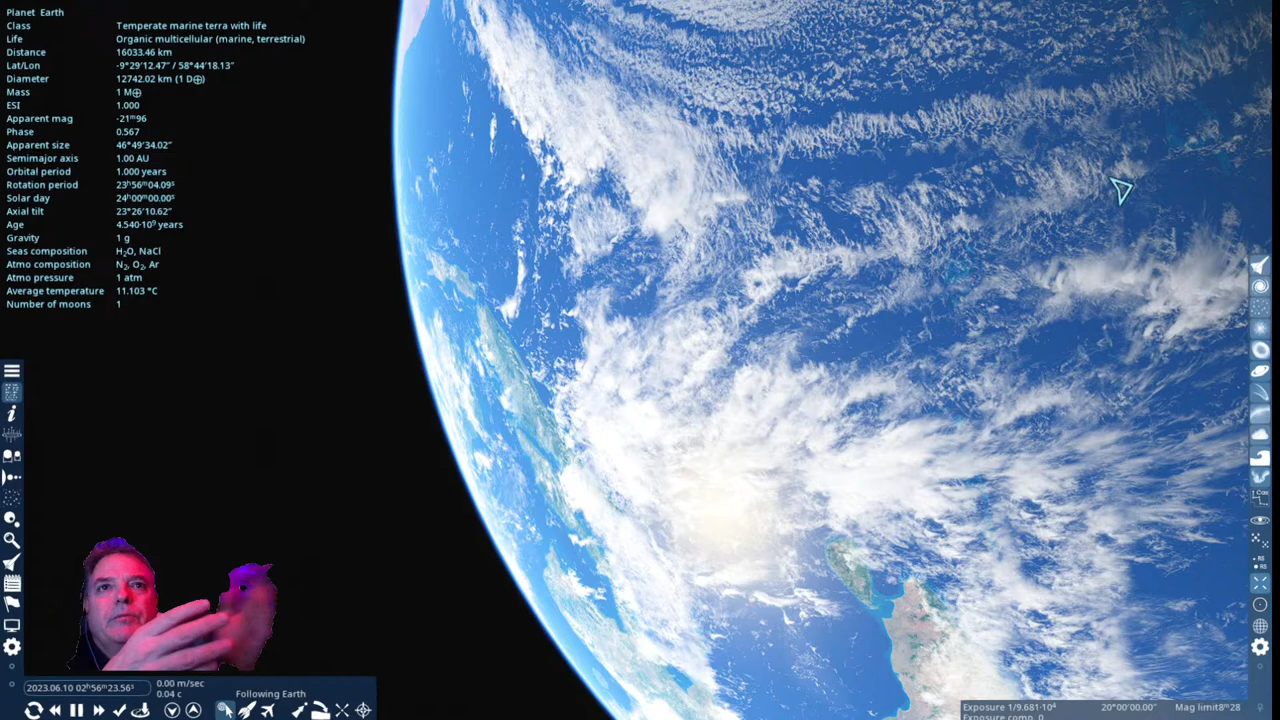 Planet Earth
Class Temperate marine terra with life
Life Organic multicellular (marine, terrestrial)
Distance 16033.46 km
Lat/Lon -9°29′12.47″ / 58°44′18.13″
Diameter 12742.02 km (1 D⊕)
Mass 1 M⊕
ESI 1.000
Apparent mag -21ᵐ96
Phase 0.567
Apparent size 46°49′34.02″
Semimajor axis 1.00 AU
Orbital period 1.000 years
Rotation period 23ʰ56ᵐ04.09ˢ
Solar day 24ʰ00ᵐ00.00ˢ
Axial tilt 23°26′10.62″
Age 4.540·10⁹ years
Gravity 1 g
Seas composition H₂O, NaCl
Atmo composition N₂, O₂, Ar
Atmo pressure 1 atm
Average temperature 11.103 °C
Number of moons 1
RS
RS
2023.06.10 02ʰ56ᵐ23.56ˢ
0.00 m/sec
0.04 c
Following Earth
Exposure 1/9.681·10⁴ 20°00′00.00″ Mag limit 8ᵐ28
Exposure comp. 0